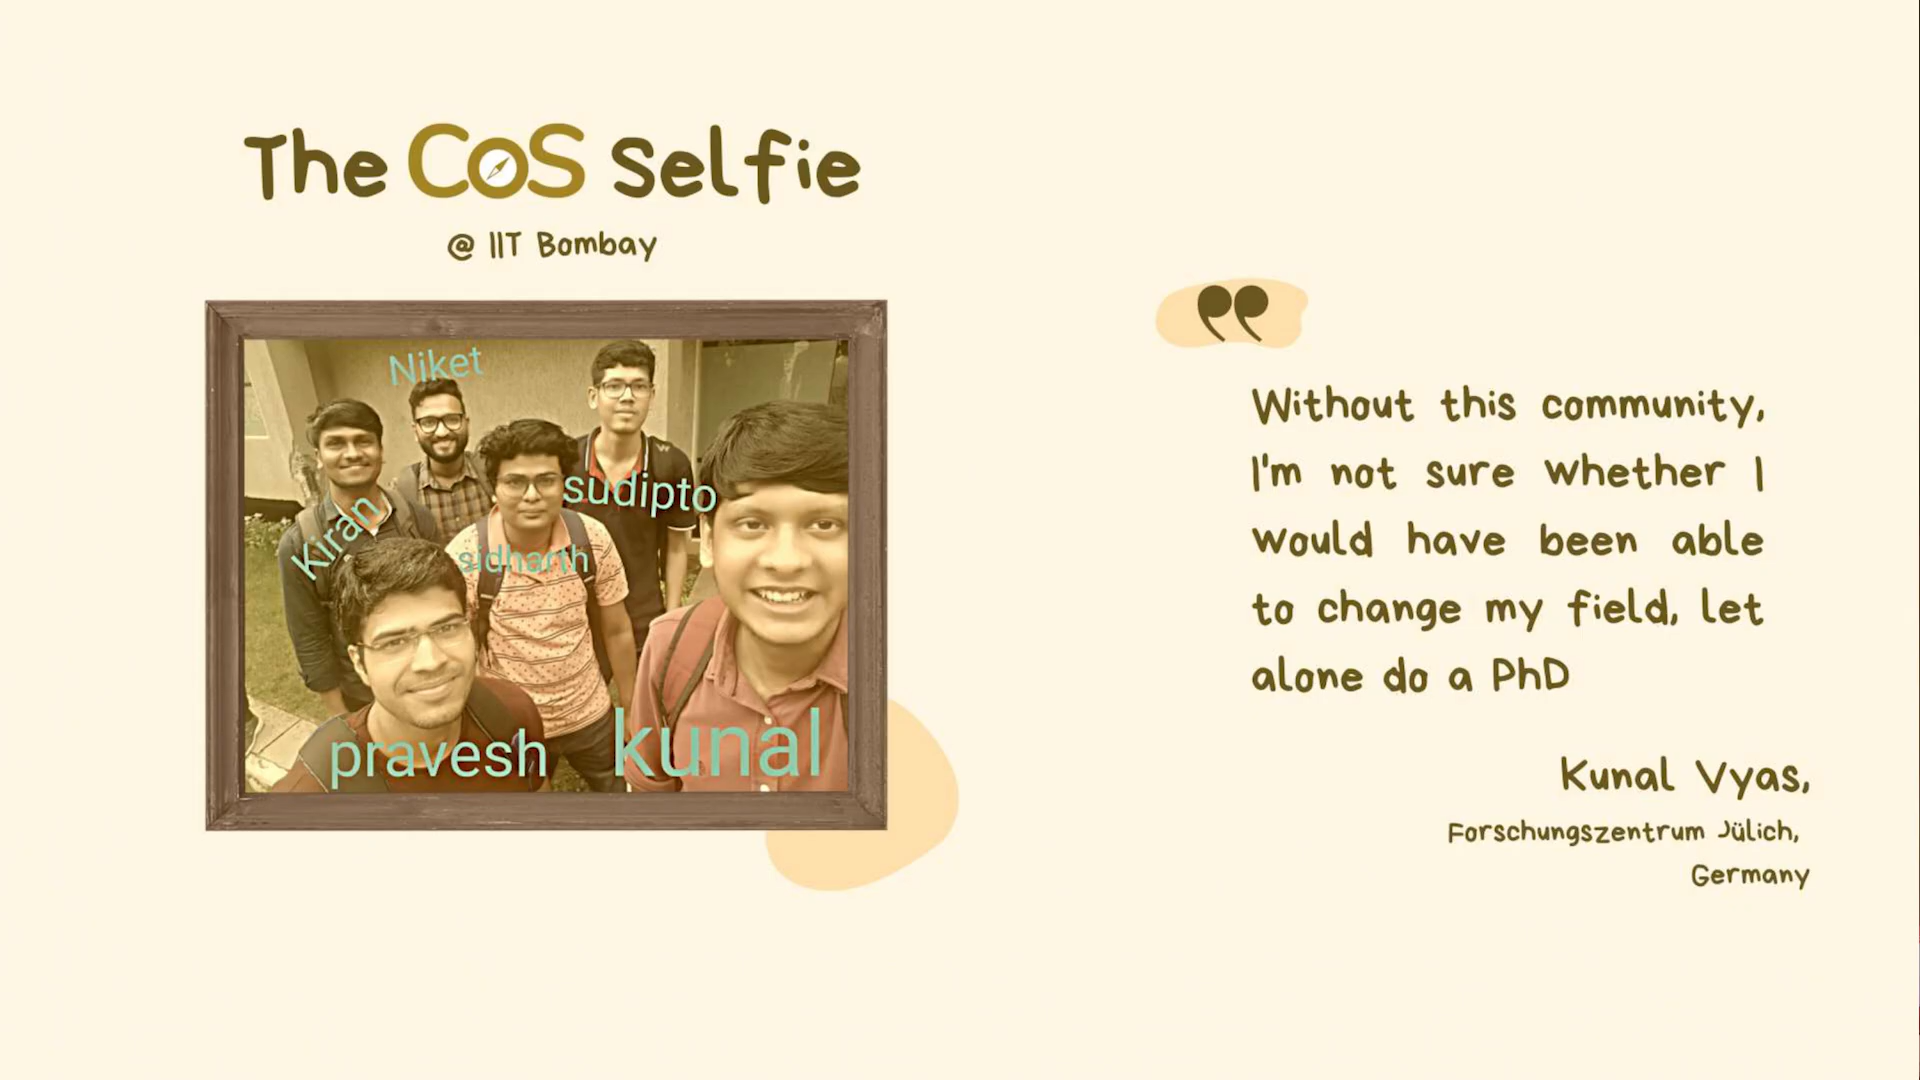 The CoS Selfie
@ IIT Bombay
Niket
sudipto
Kiran
sidharth
pravesh
kunal
Without this community,
I'm not sure whether I
would have been able
to change my field, let
alone do a PhD
Kunal Vyas,
Forschungszentrum Jülich,
Germany